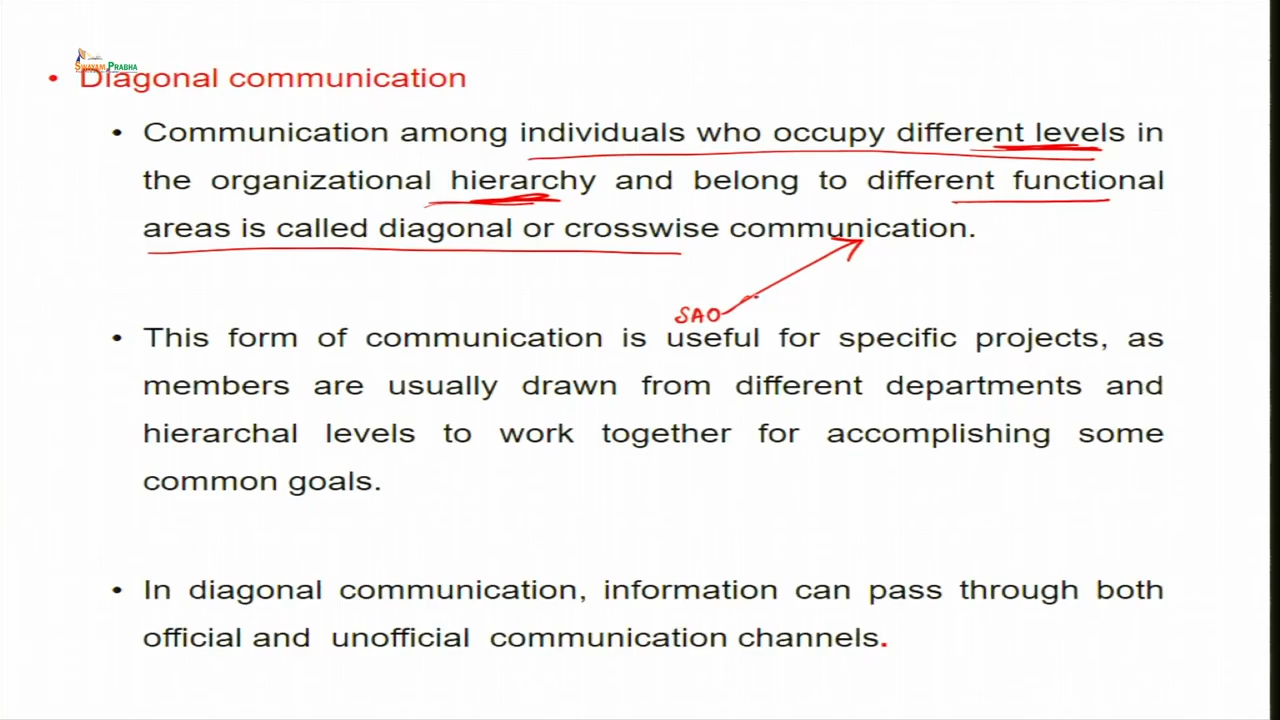 SWAYAM PRABHA
• Diagonal communication
• Communication among individuals who occupy different levels in
the organizational hierarchy and belong to different functional
areas is called diagonal or crosswise communication.
SAO
• This form of communication is useful for specific projects, as
members are usually drawn from different departments and
hierarchal levels to work together for accomplishing some
common goals.
• In diagonal communication, information can pass through both
official and unofficial communication channels.